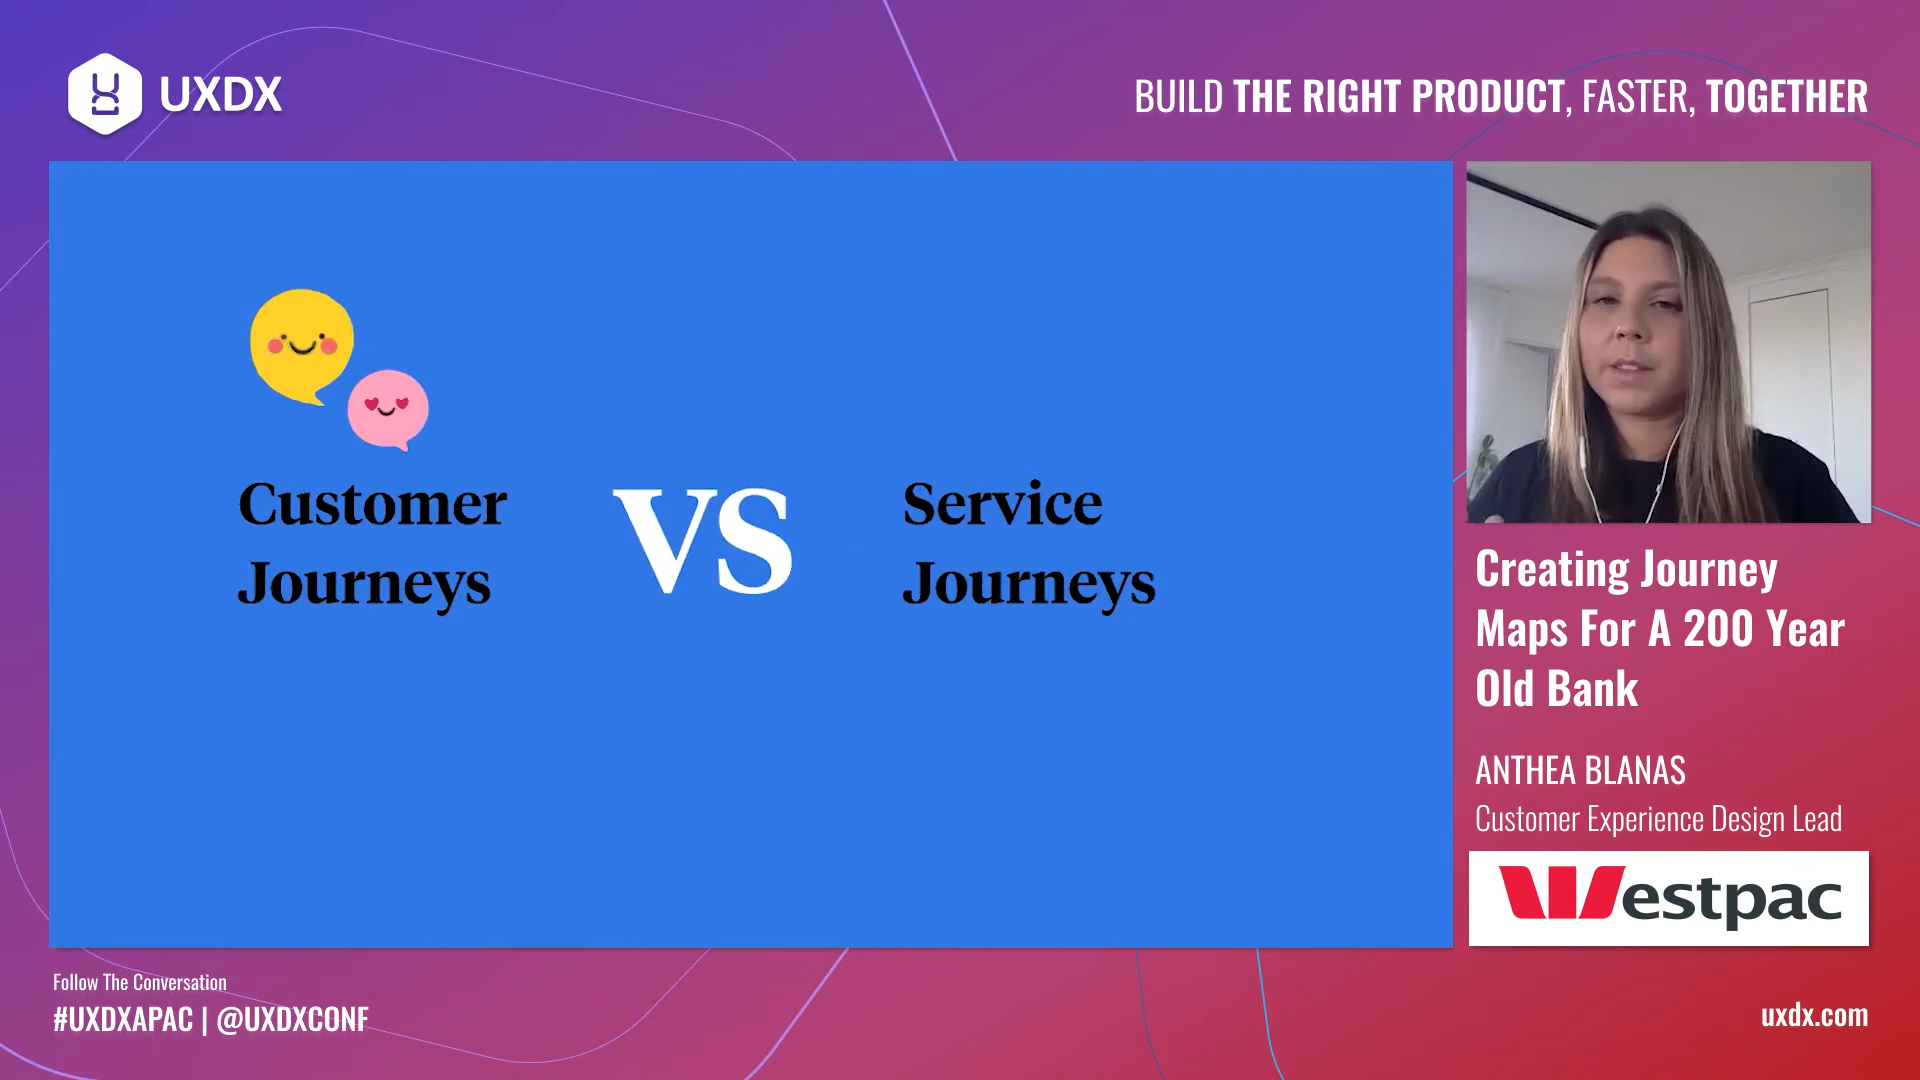 UXDX
BUILD THE RIGHT PRODUCT, FASTER, TOGETHER
Customer
Journeys
VS
Service
Journeys
Creating Journey
Maps For A 200 Year
Old Bank
ANTHEA BLANAS
Customer Experience Design Lead
Westpac
Follow The Conversation
#UXDXAPAC | @UXDXCONF
uxdx.com